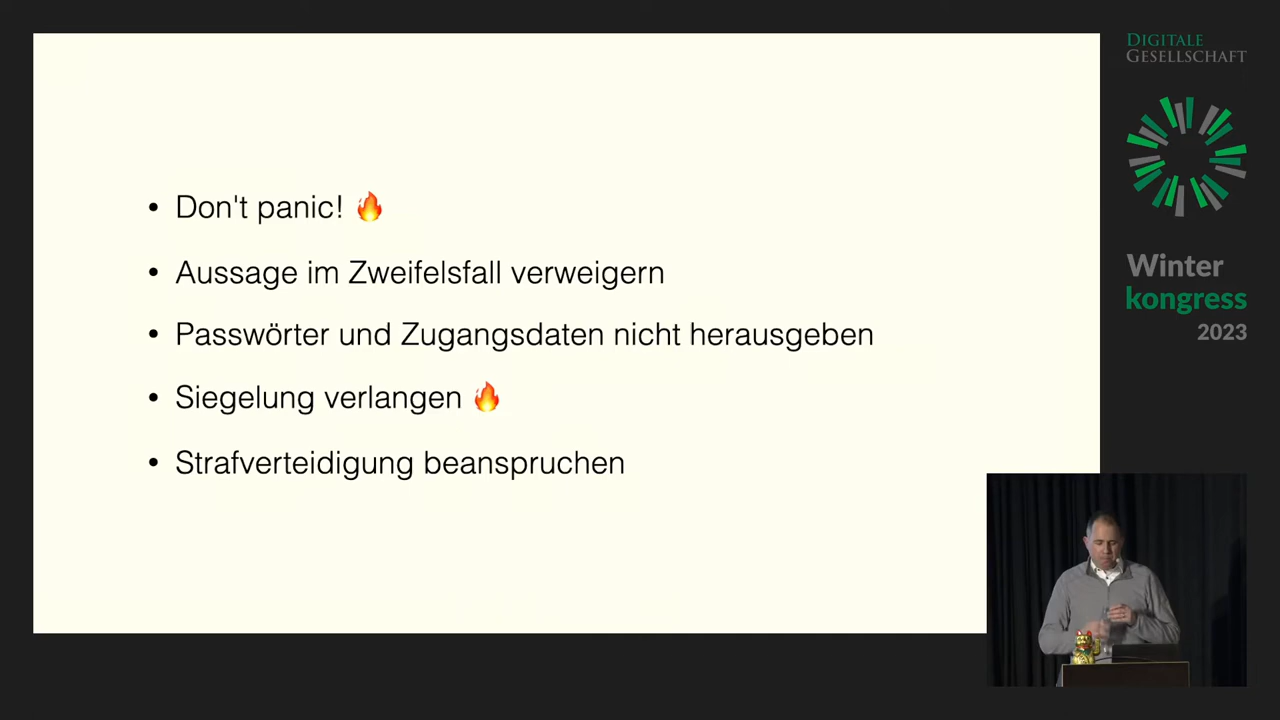 • Don't panic! 🔥
• Aussage im Zweifelsfall verweigern
• Passwörter und Zugangsdaten nicht herausgeben
• Siegelung verlangen 🔥
• Strafverteidigung beanspruchen
DIGITALE
GESELLSCHAFT
Winter
kongress
2023